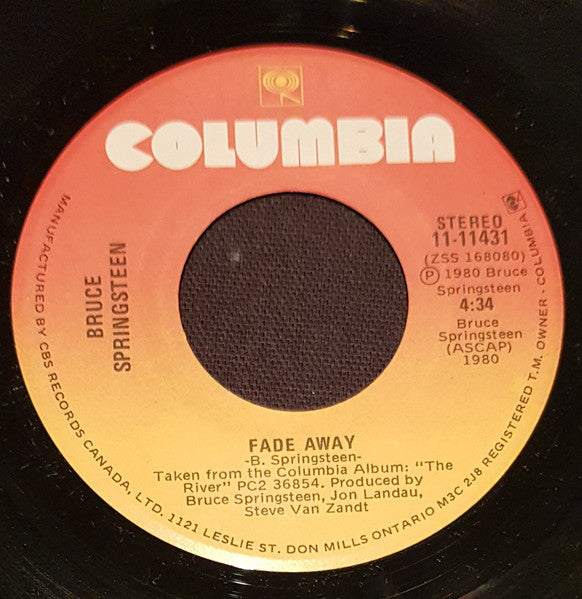 COLUMBIA
BRUCE
SPRINGSTEEN
STEREO
11-11431
(ZSS 168080)
Ⓟ 1980 Bruce
Springsteen
4:34
Bruce
Springsteen
(ASCAP)
1980
FADE AWAY
-B. Springsteen-
Taken from the Columbia Album: "The
River" PC2 36854. Produced by
Bruce Springsteen, Jon Landau,
Steve Van Zandt
MANUFACTURED BY CBS RECORDS CANADA, LTD. 1121 LESLIE ST. DON MILLS ONTARIO M3C 2J8 REGISTERED T.M. OWNER - COLUMBIA